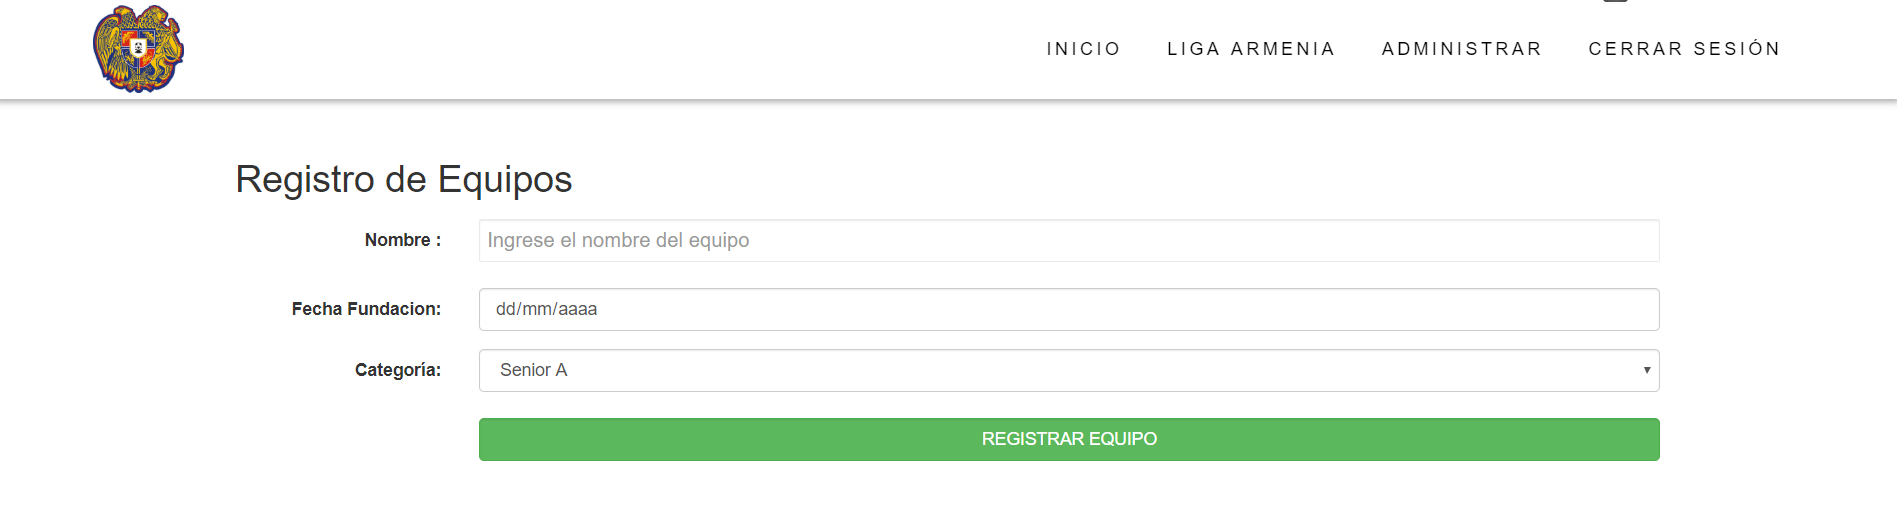 INICIO LIGA ARMENIA ADMINISTRAR CERRAR SESIÓN
Registro de Equipos
Nombre : Ingrese el nombre del equipo
Fecha Fundacion: dd/mm/aaaa
Categoría: Senior A
REGISTRAR EQUIPO